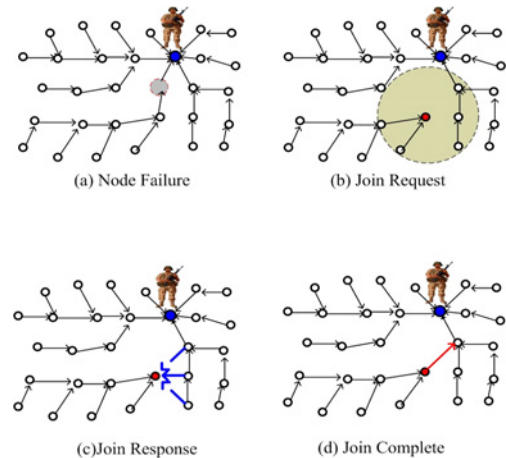 (a) Node Failure
(b) Join Request
(c)Join Response
(d) Join Complete